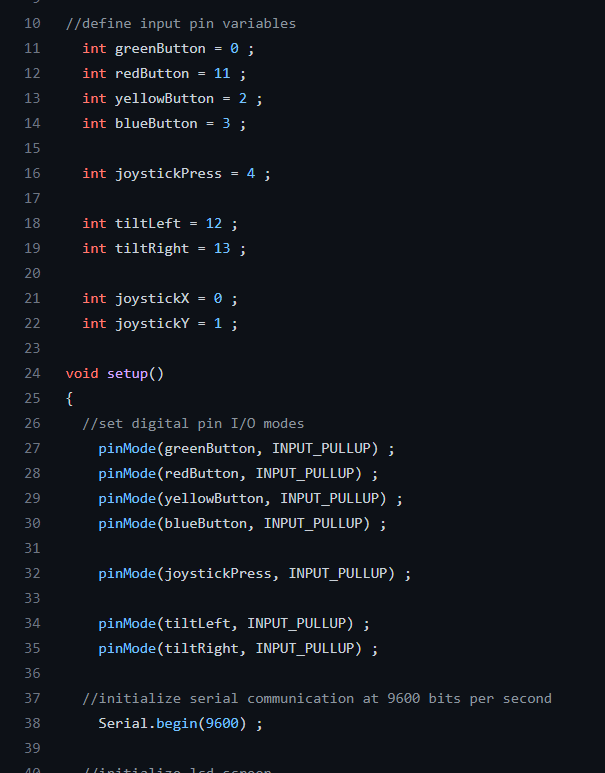 10 //define input pin variables
11 int greenButton = 0 ;
12 int redButton = 11 ;
13 int yellowButton = 2 ;
14 int blueButton = 3 ;
15
16 int joystickPress = 4 ;
17
18 int tiltLeft = 12 ;
19 int tiltRight = 13 ;
20
21 int joystickX = 0 ;
22 int joystickY = 1 ;
23
24 void setup()
25 {
26 //set digital pin I/O modes
27 pinMode(greenButton, INPUT_PULLUP) ;
28 pinMode(redButton, INPUT_PULLUP) ;
29 pinMode(yellowButton, INPUT_PULLUP) ;
30 pinMode(blueButton, INPUT_PULLUP) ;
31
32 pinMode(joystickPress, INPUT_PULLUP) ;
33
34 pinMode(tiltLeft, INPUT_PULLUP) ;
35 pinMode(tiltRight, INPUT_PULLUP) ;
36
37 //initialize serial communication at 9600 bits per second
38 Serial.begin(9600) ;
39
40 //initialize lcd screen